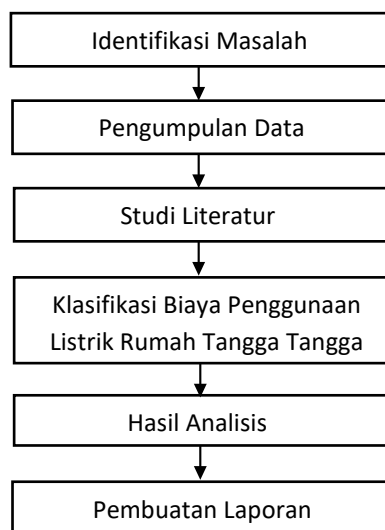 Identifikasi Masalah
Pengumpulan Data
Studi Literatur
Klasifikasi Biaya Penggunaan
Listrik Rumah Tangga Tangga
Hasil Analisis
Pembuatan Laporan